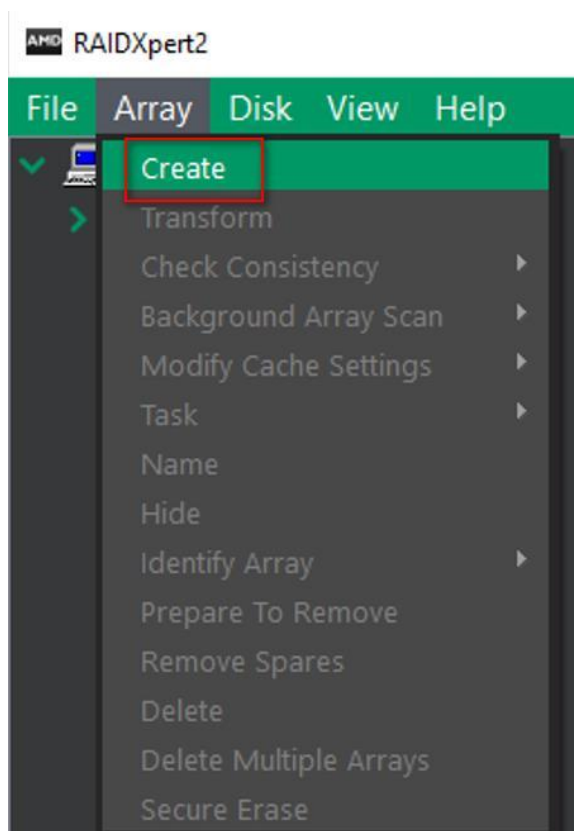 AMD RAIDXpert2
File Array Disk View Help
Create
Transform
Check Consistency
Background Array Scan
Modify Cache Settings
Task
Name
Hide
Identify Array
Prepare To Remove
Remove Spares
Delete
Delete Multiple Arrays
Secure Erase